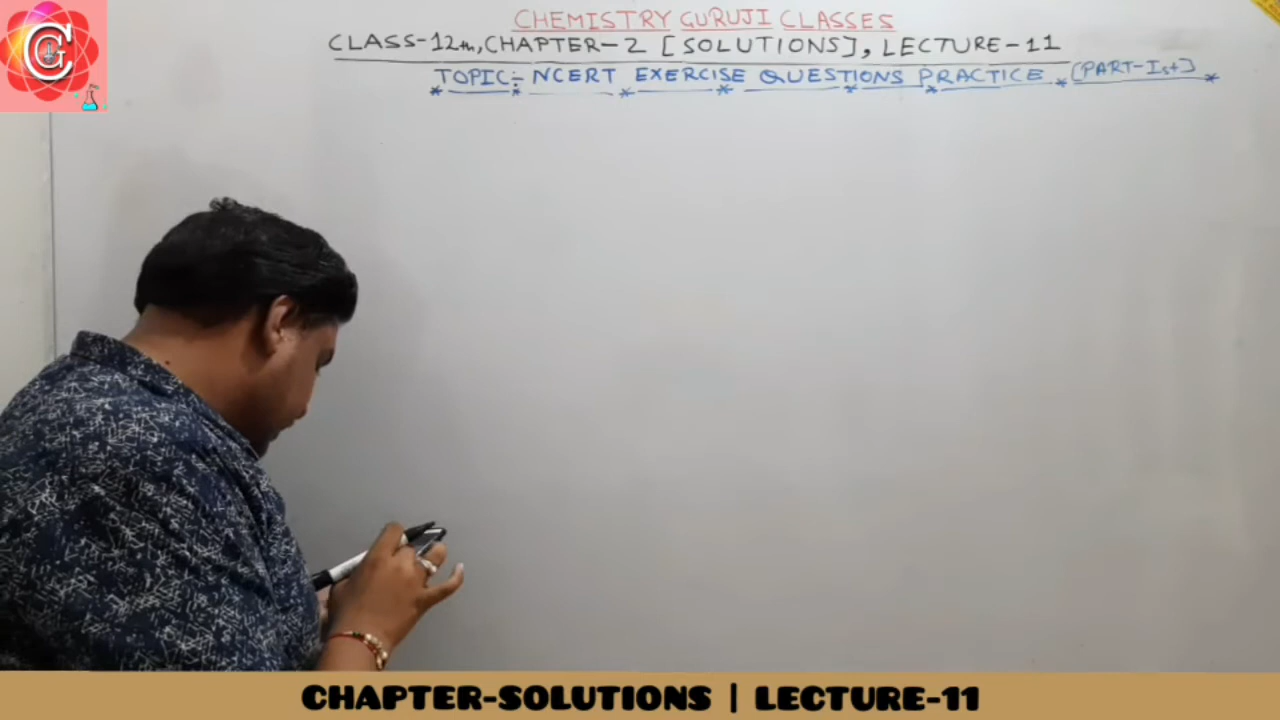 CHEMISTRY GURUJI CLASSES
CLASS-12th, CHAPTER-2 [SOLUTIONS], LECTURE-11
TOPIC:- NCERT EXERCISE QUESTIONS PRACTICE (PART-Ist)
CG
CHAPTER-SOLUTIONS | LECTURE-11